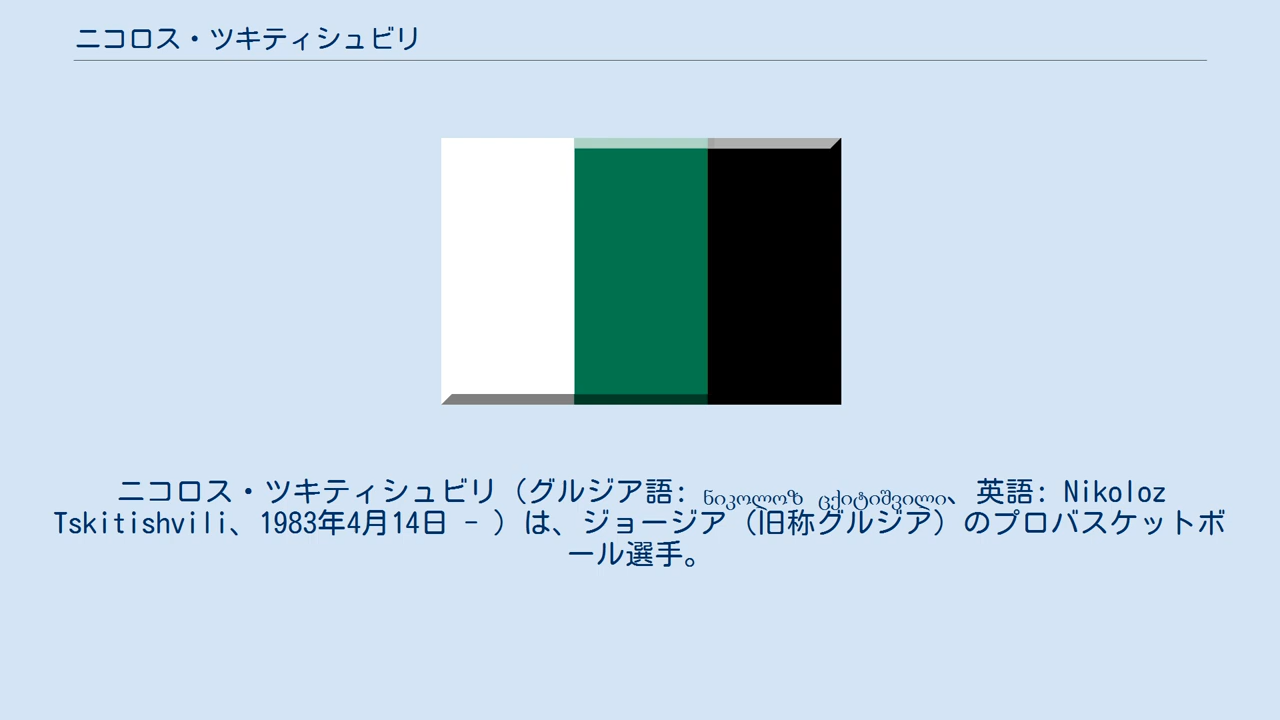 ニコロス・ツキティシュビリ
ニコロス・ツキティシュビリ（グルジア語: ნიკოლოზ ცქიტიშვილი、英語: Nikoloz
Tskitishvili、1983年4月14日 - ）は、ジョージア（旧称グルジア）のプロバスケットボ
ール選手。